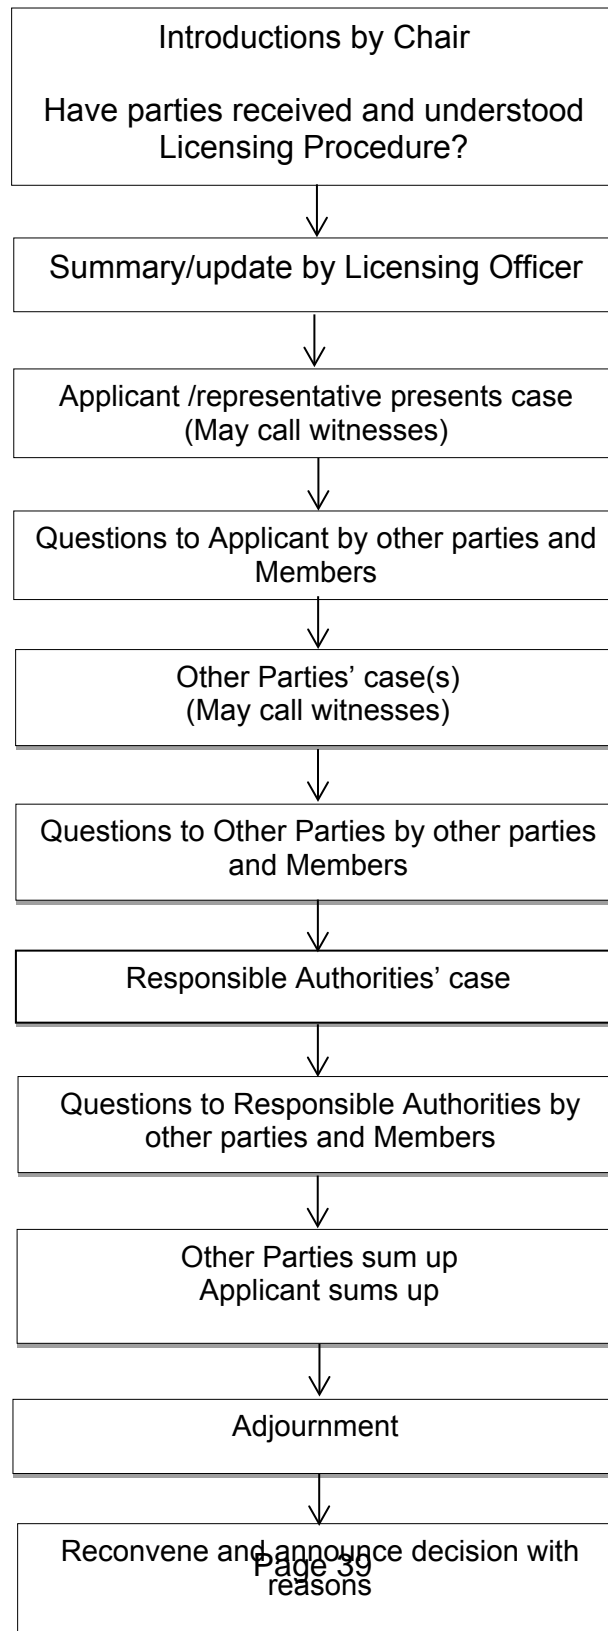 Introductions by Chair
Have parties received and understood
Licensing Procedure?
Summary/update by Licensing Officer
Applicant /representative presents case
(May call witnesses)
Questions to Applicant by other parties and
Members
Other Parties’ case(s)
(May call witnesses)
Questions to Other Parties by other parties
and Members
Responsible Authorities’ case
Questions to Responsible Authorities by
other parties and Members
Other Parties sum up
Applicant sums up
Adjournment
Reconvene and announce decision with
Page 39
reasons